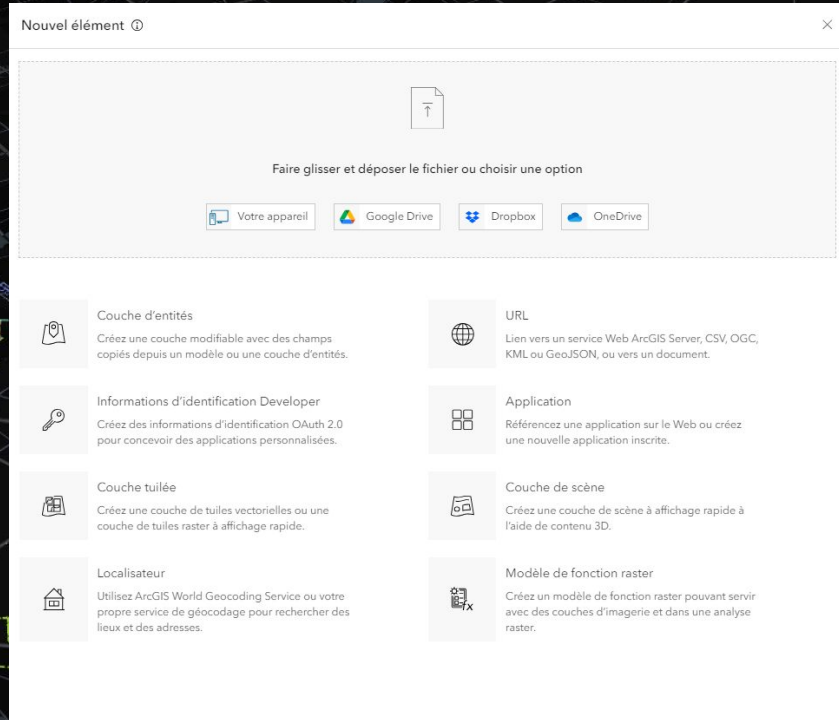 Nouvel élément
Faire glisser et déposer le fichier ou choisir une option
Votre appareil
Google Drive
Dropbox
OneDrive
Couche d'entités
Créez une couche modifiable avec des champs
copiés depuis un modèle ou une couche d'entités.
URL
Lien vers un service Web ArcGIS Server, CSV, OGC,
KML ou GeoJSON, ou vers un document.
Informations d'identification Developer
Créez des informations d'identification OAuth 2.0
pour concevoir des applications personnalisées.
Application
Référencez une application sur le Web ou créez
une nouvelle application inscrite.
Couche tuilée
Créez une couche de tuiles vectorielles ou une
couche de tuiles raster à affichage rapide.
Couche de scène
Créez une couche de scène à affichage rapide à
l'aide de contenu 3D.
Localisateur
Utilisez ArcGIS World Geocoding Service ou votre
propre service de géocodage pour rechercher des
lieux et des adresses.
Modèle de fonction raster
Créez un modèle de fonction raster pouvant servir
avec des couches d'imagerie et dans une analyse
raster.